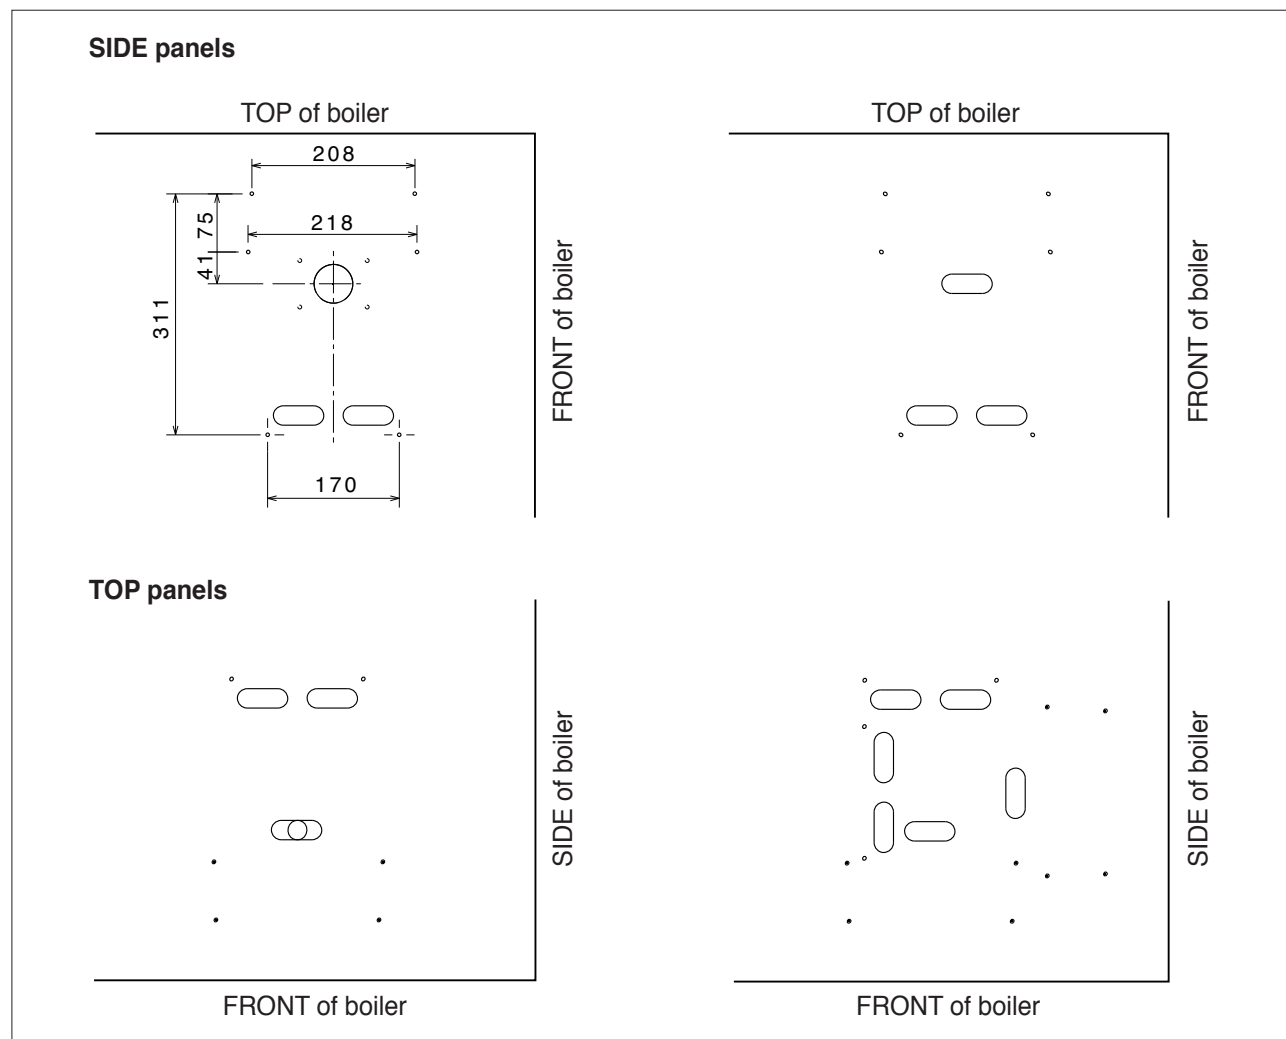 SIDE panels
TOP of boiler
TOP of boiler
208
75
218
41
311
FRONT of boiler
FRONT of boiler
170
TOP panels
SIDE of boiler
SIDE of boiler
FRONT of boiler
FRONT of boiler